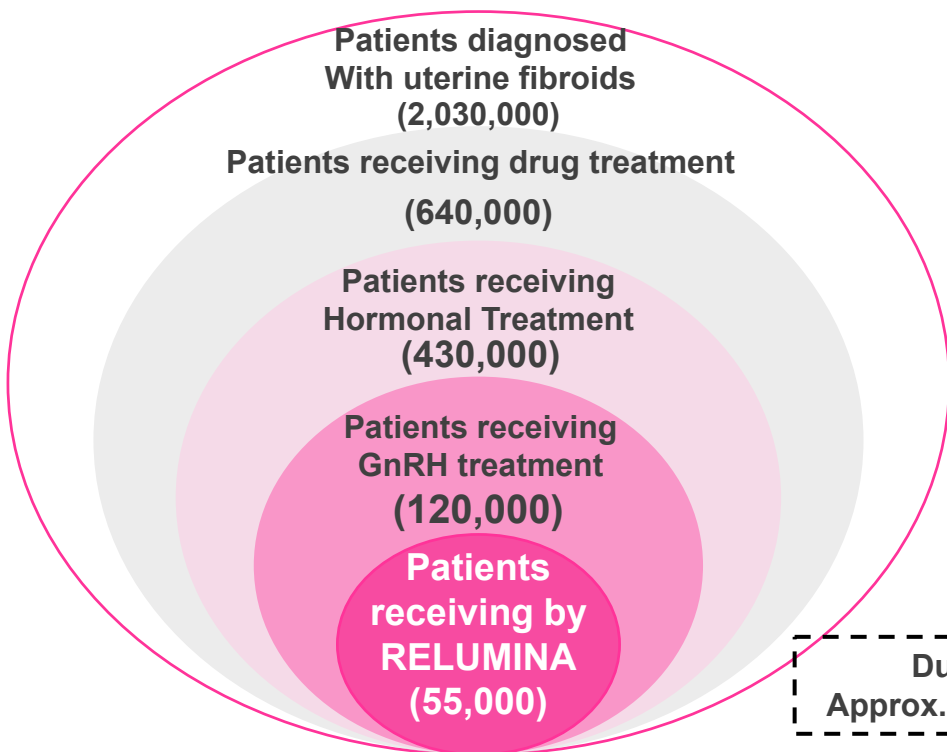 Patients diagnosed
With uterine fibroids
(2,030,000)
Patients receiving drug treatment
(640,000)
Patients receiving
Hormonal Treatment
(430,000)
Patients receiving
GnRH treatment
(120,000)
Patients
receiving by
RELUMINA
(55,000)
Du
Approx.